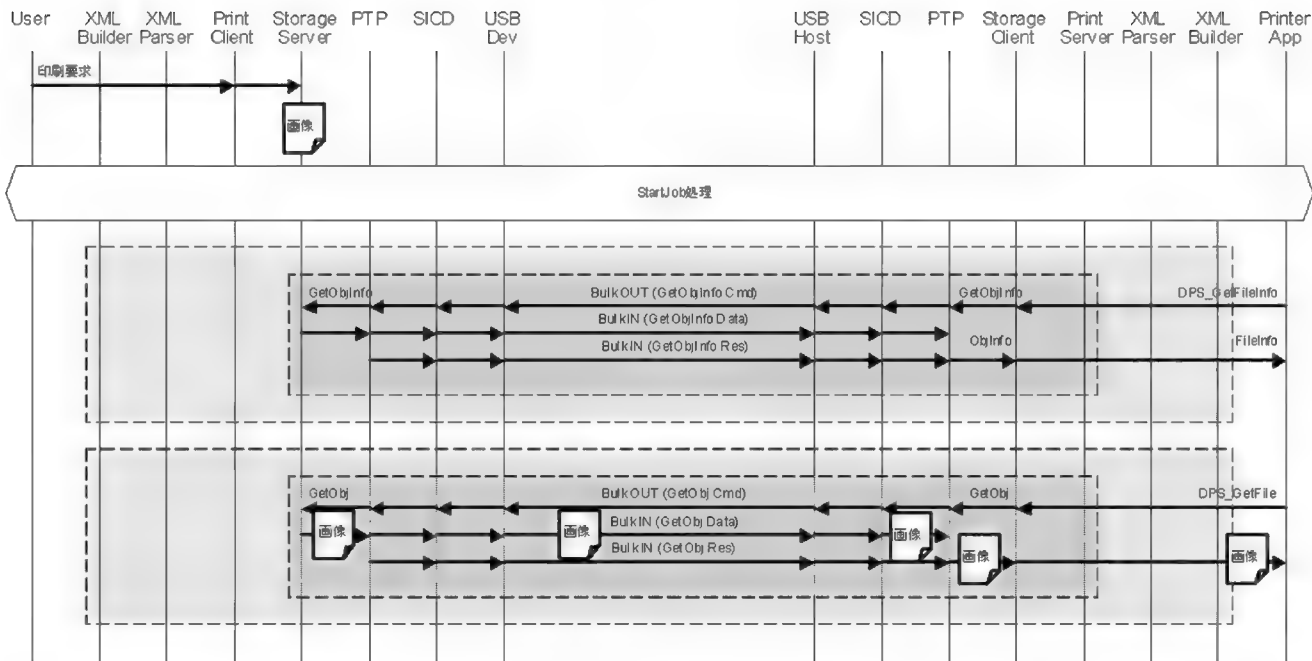 User
XML
Builder
XML
Parser
Print
Client
Storage
Server
PTP
SICD
USB
Dev
USB
Host
SICD
PTP
Storage
Client
Print
Server
XML
Parser
XML
Builder
Printer
App
印刷要求
画像
StartJob処理
GetObjInfo
BulkOUT (GetObjInfo Cmd)
GetObjInfo
DPS_GetFileInfo
BulkIN (GetObjInfo Data)
BulkIN (GetObjInfo Res)
ObjInfo
FileInfo
GetObj
BulkOUT (GetObj Cmd)
GetObj
DPS_GetFile
画像
画像
BulkIN (GetObj Data)
画像
BulkIN (GetObj Res)
画像
画像